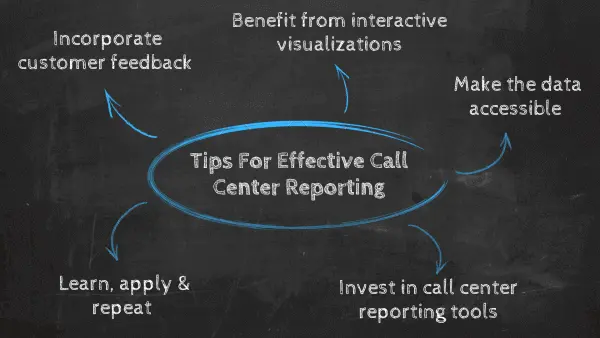 Benefit from interactive
visualizations
Incorporate
customer feedback
Make the data
accessible
Tips For Effective Call
Center Reporting
Learn, apply &
repeat
Invest in call center
reporting tools